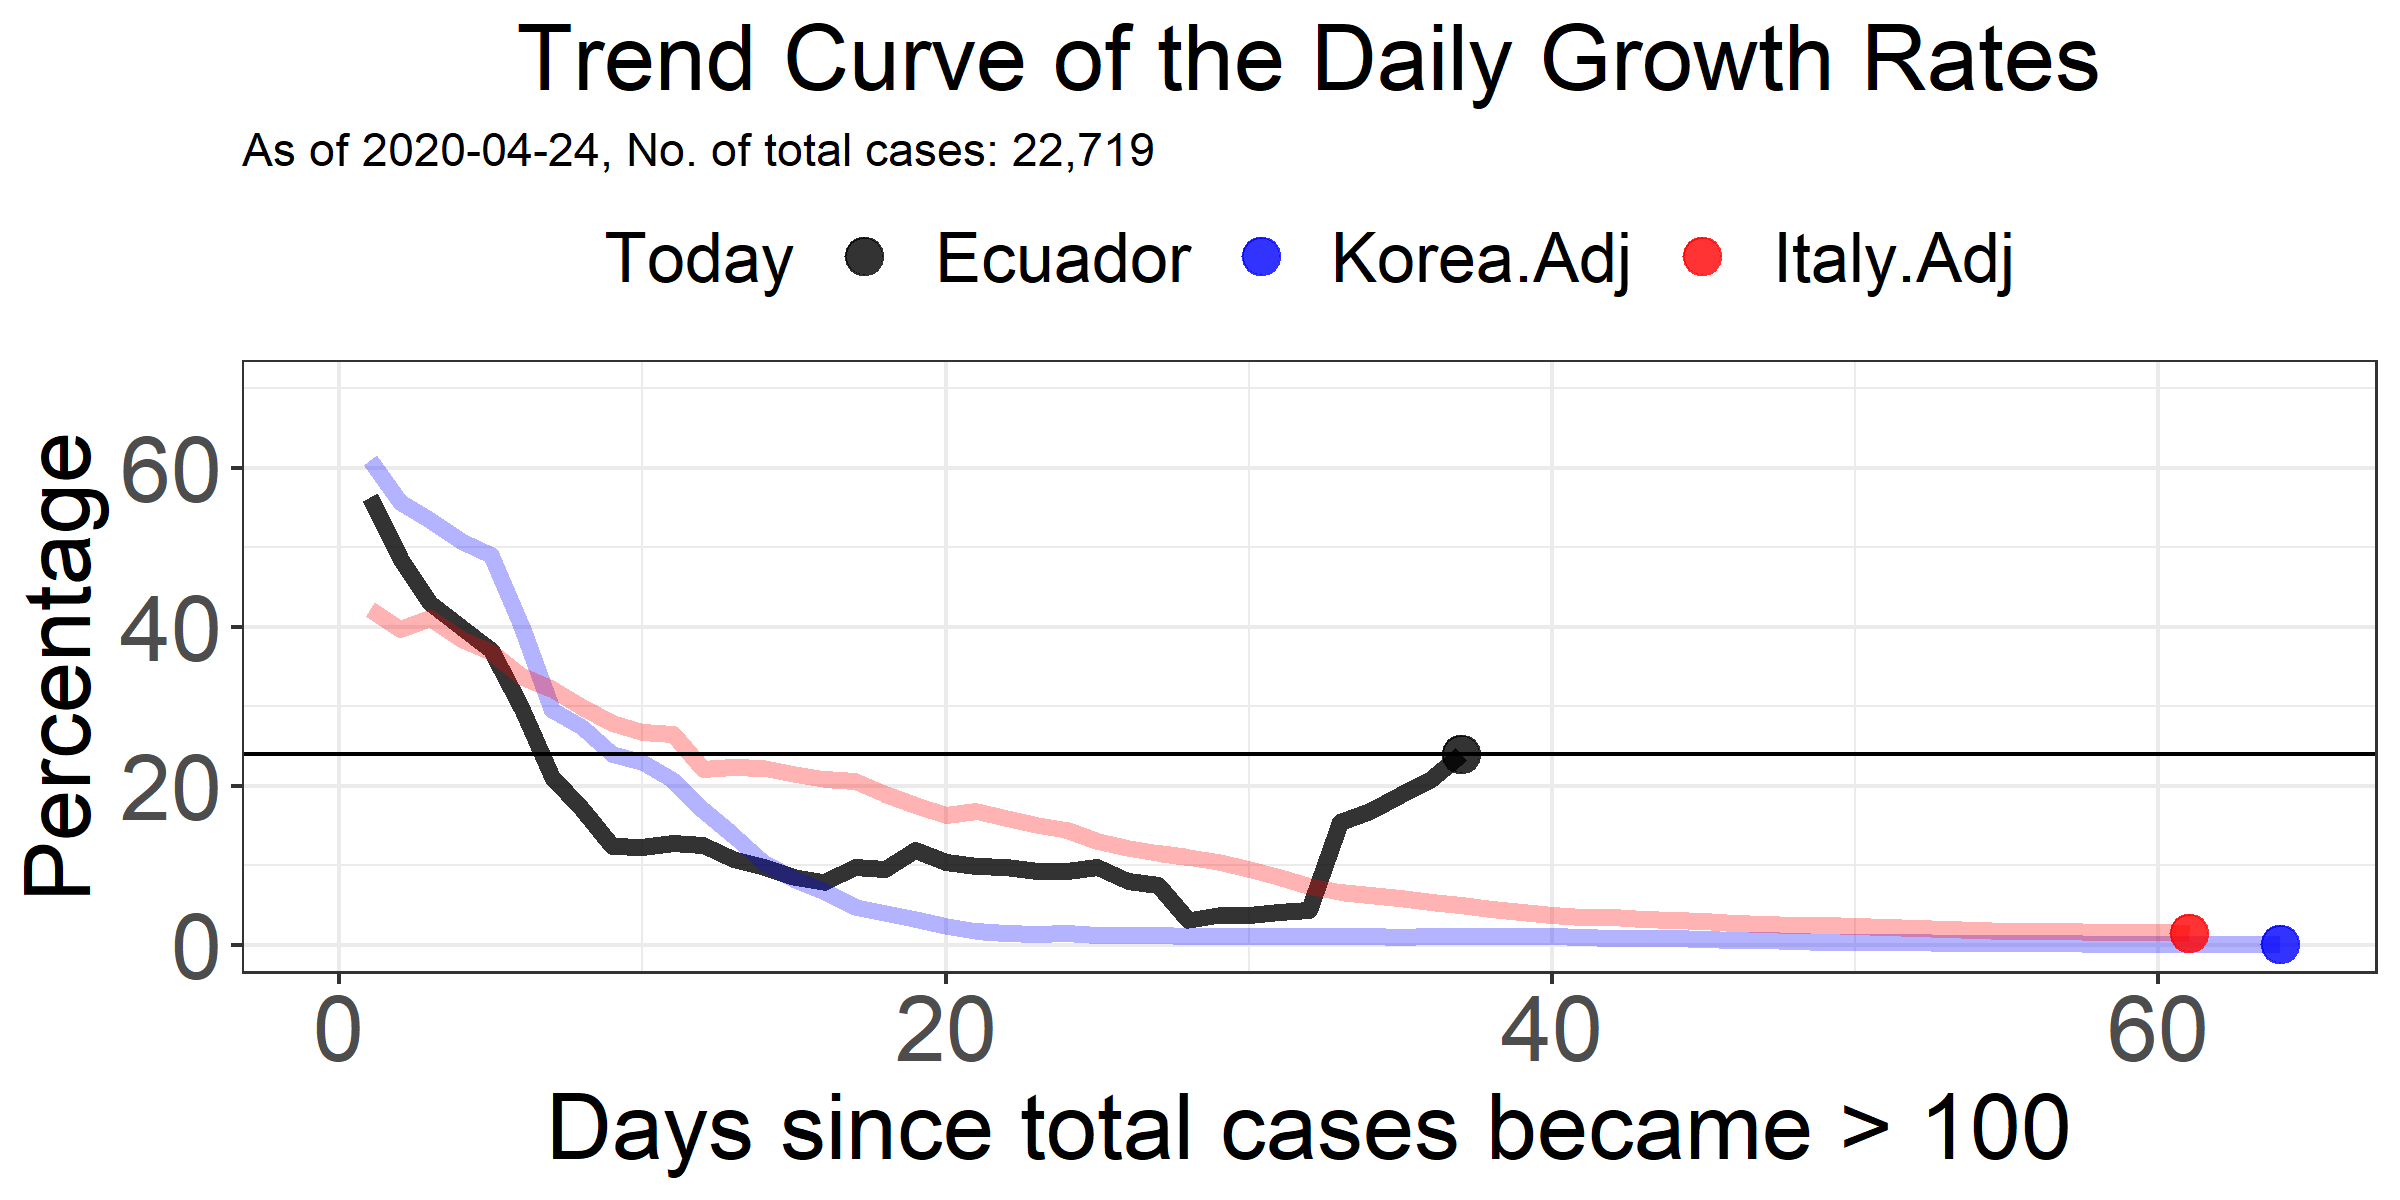 Trend Curve of the Daily Growth Rates
As of 2020-04-24, No. of total cases: 22,719
Today Ecuador Korea.Adj Italy.Adj
Percentage
60
40
20
0
0 20 40 60
Days since total cases became > 100